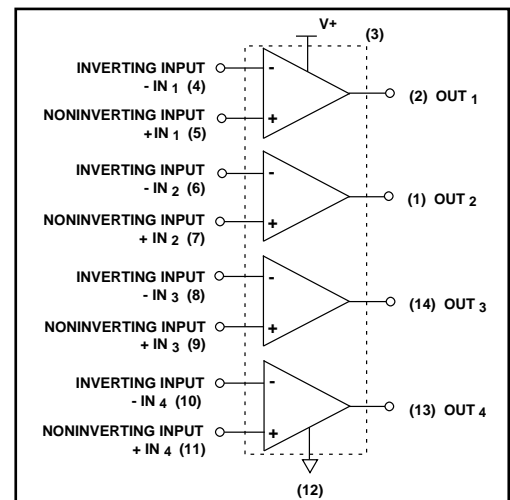 V+
(3)
INVERTING INPUT
- IN 1 (4)
-
NONINVERTING INPUT
+IN 1 (5)
+
(2) OUT 1
INVERTING INPUT
- IN 2 (6)
-
NONINVERTING INPUT
+ IN 2 (7)
+
(1) OUT 2
INVERTING INPUT
- IN 3 (8)
-
NONINVERTING INPUT
+ IN 3 (9)
+
(14) OUT 3
INVERTING INPUT
- IN 4 (10)
-
NONINVERTING INPUT
+ IN 4 (11)
+
(13) OUT 4
(12)